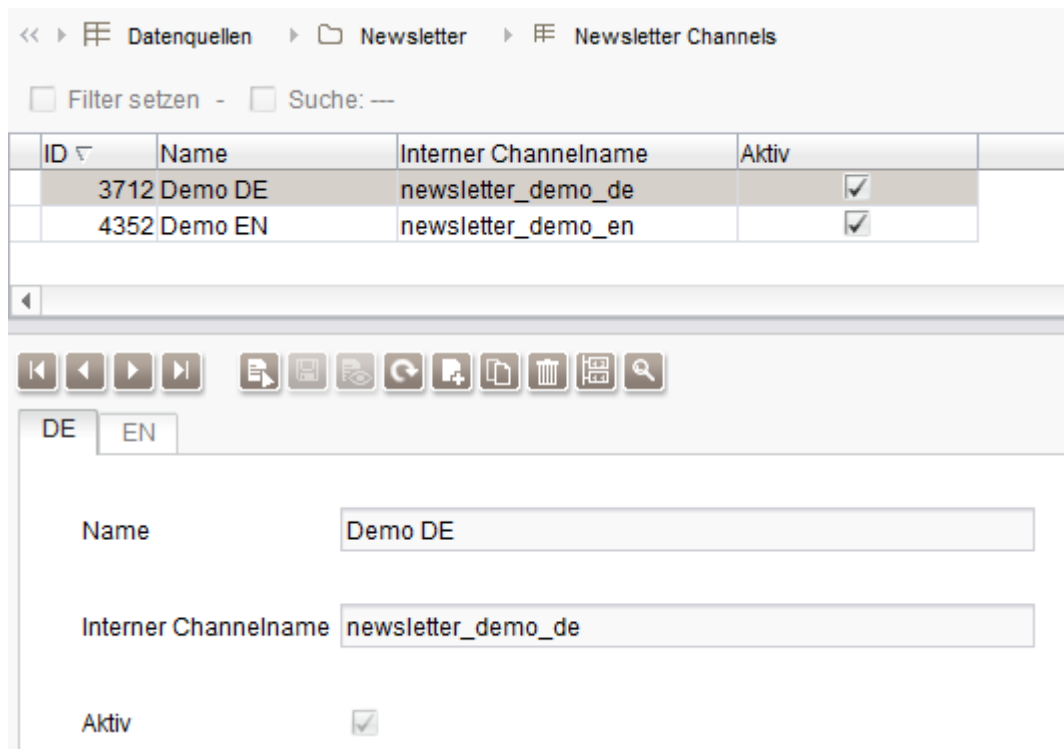 Datenquellen Newsletter Newsletter Channels
Filter setzen - Suche: ---
ID Name Interner Channelname Aktiv
3712 Demo DE newsletter_demo_de
4352 Demo EN newsletter_demo_en
DE EN
Name Demo DE
Interner Channelname newsletter_demo_de
Aktiv